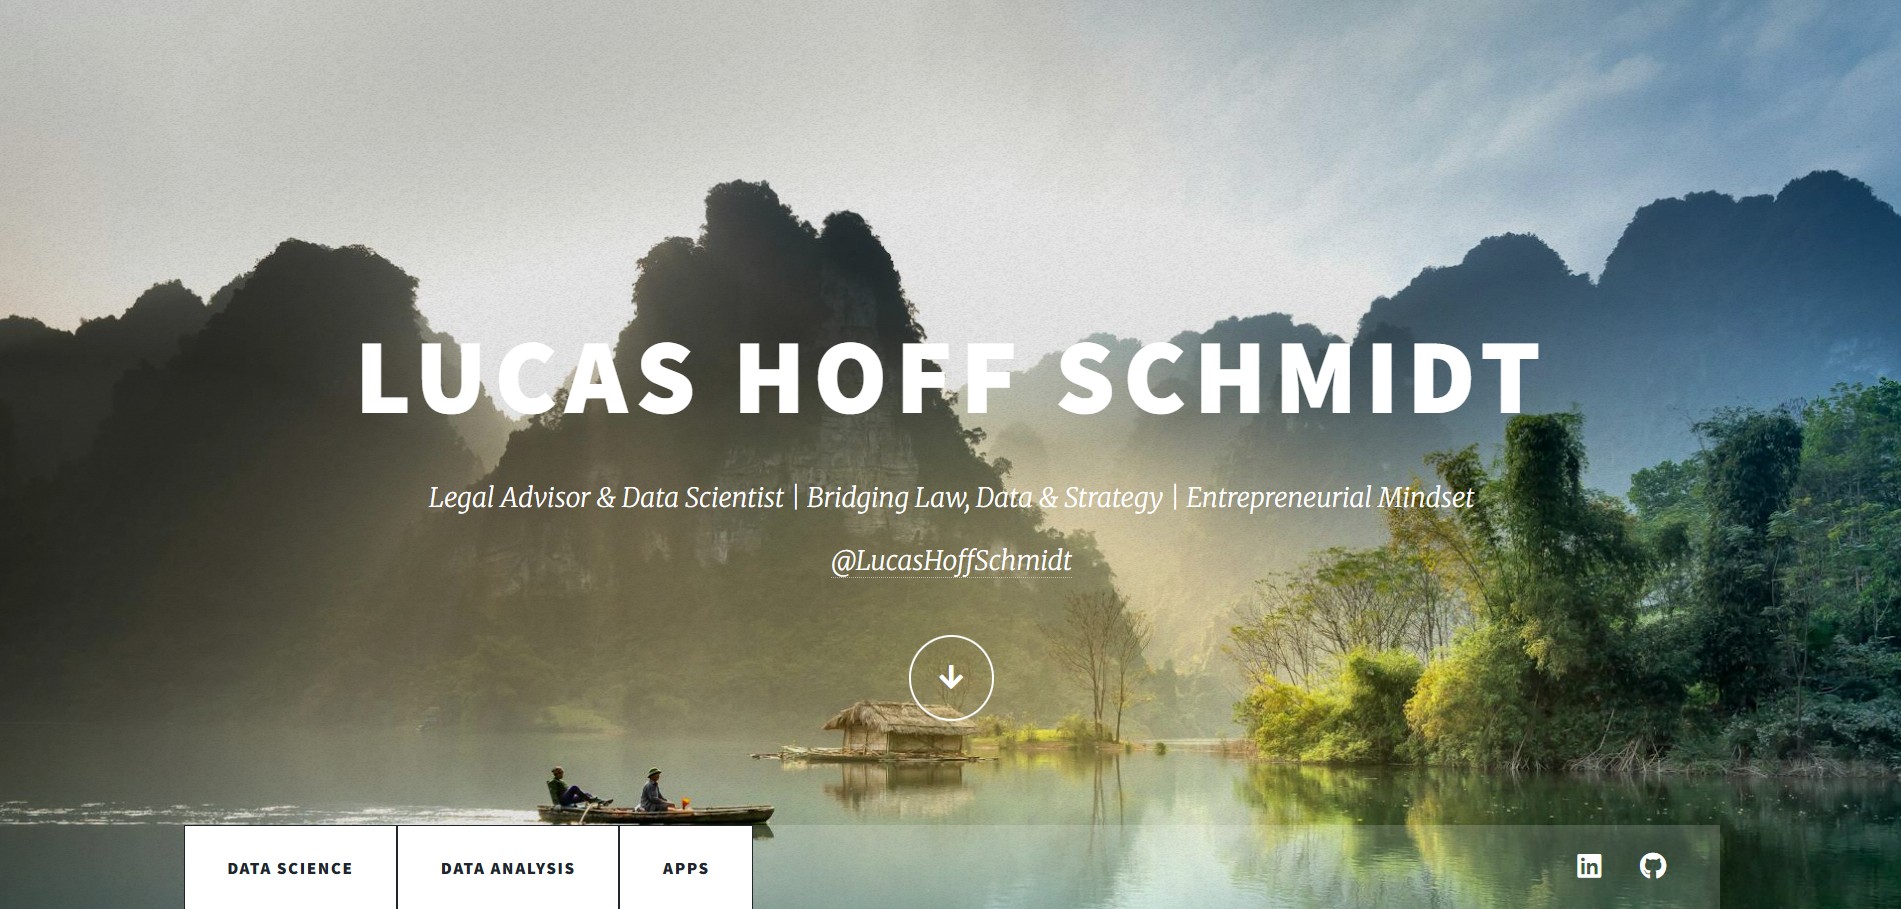 LUCAS HOFF SCHMIDT
Legal Advisor & Data Scientist | Bridging Law, Data & Strategy | Entrepreneurial Mindset
@LucasHoffSchmidt
DATA SCIENCE
DATA ANALYSIS
APPS
in